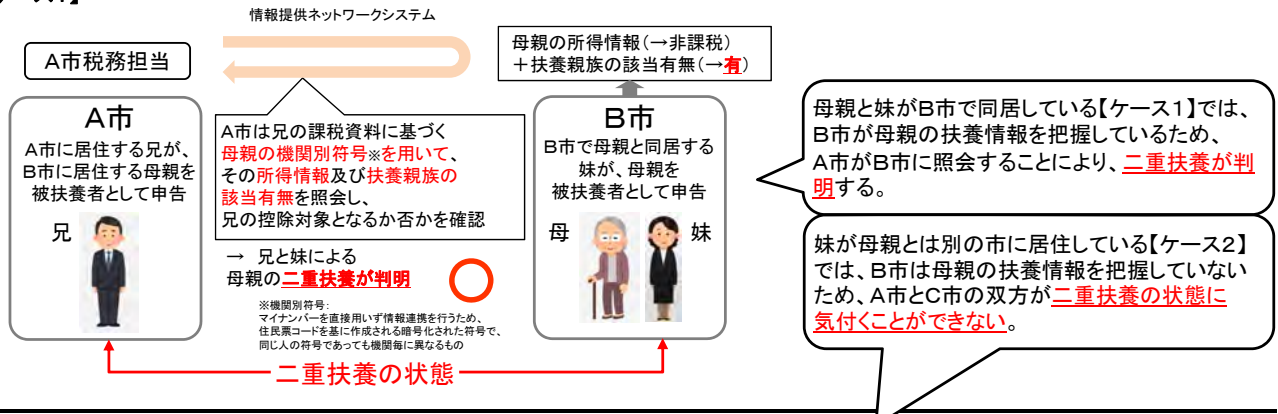 情報提供ネットワークシステム
A市税務担当
母親の所得情報(→非課税)
+扶養親族の該当有無(→有)
A市
A市に居住する兄が、
B市に居住する母親を
被扶養者として申告
兄
A市は兄の課税資料に基づく
母親の機関別符号※を用いて、
その所得情報及び扶養親族の
該当有無を照会し、
兄の控除対象となるか否かを確認
→ 兄と妹による
母親の二重扶養が判明
※機関別符号:
マイナンバーを直接用いず情報連携を行うため、
住民票コードを基に作成される暗号化された符号で、
同じ人の符号であっても機関毎に異なるもの
B市
B市で母親と同居する
妹が、母親を
被扶養者として申告
母
妹
二重扶養の状態
母親と妹がB市で同居している【ケース1】では、
B市が母親の扶養情報を把握しているため、
A市がB市に照会することにより、二重扶養が判
明する。
妹が母親とは別の市に居住している【ケース2】
では、B市は母親の扶養情報を把握していない
ため、A市とC市の双方が二重扶養の状態に
気付くことができない。